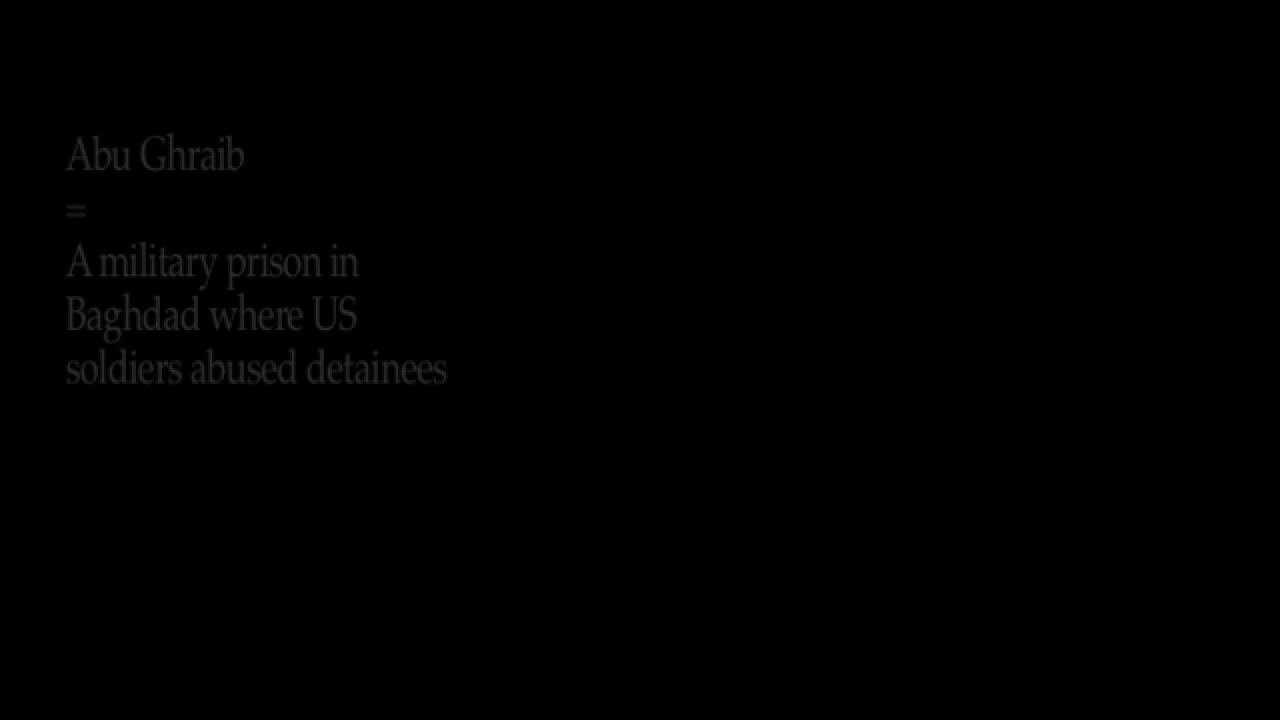 Abu Ghraib
=
A military prison in
Baghdad where US
soldiers abused detainees